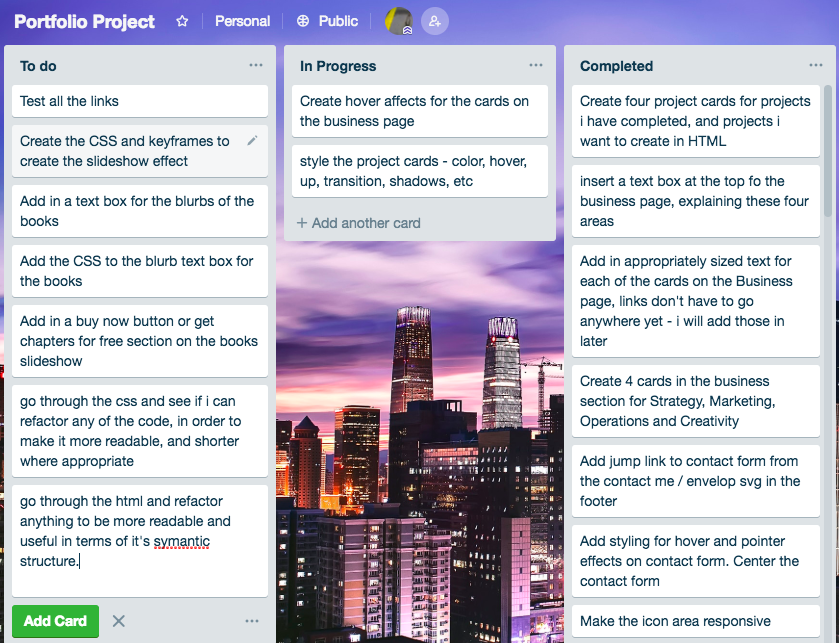 Portfolio Project
Personal
Public
To do
Test all the links
Create the CSS and keyframes to
create the slideshow effect
Add in a text box for the blurbs of the
books
Add the CSS to the blurb text box for
the books
Add in a buy now button or get
chapters for free section on the books
slideshow
go through the css and see if i can
refactor any of the code, in order to
make it more readable, and shorter
where appropriate
go through the html and refactor
anything to be more readable and
useful in terms of it's symantic
structure.
Add Card
In Progress
Create hover affects for the cards on
the business page
style the project cards - color, hover,
up, transition, shadows, etc
+ Add another card
Completed
Create four project cards for projects
i have completed, and projects i
want to create in HTML
insert a text box at the top fo the
business page, explaining these four
areas
Add in appropriately sized text for
each of the cards on the Business
page, links don't have to go
anywhere yet - i will add those in
later
Create 4 cards in the business
section for Strategy, Marketing,
Operations and Creativity
Add jump link to contact form from
the contact me / envelop svg in the
footer
Add styling for hover and pointer
effects on contact form. Center the
contact form
Make the icon area responsive